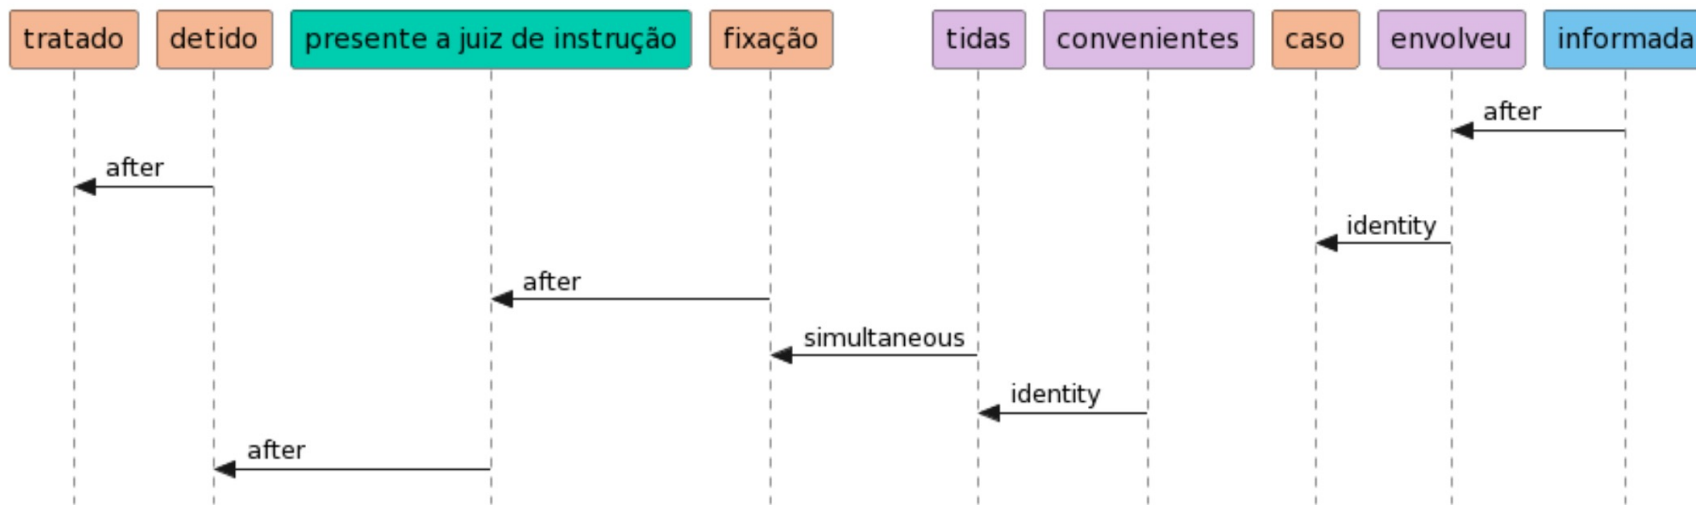 tratado detido presente a juiz de instrução fixação tidas convenientes caso envolveu informada
after
after
identity
after
simultaneous
identity
after